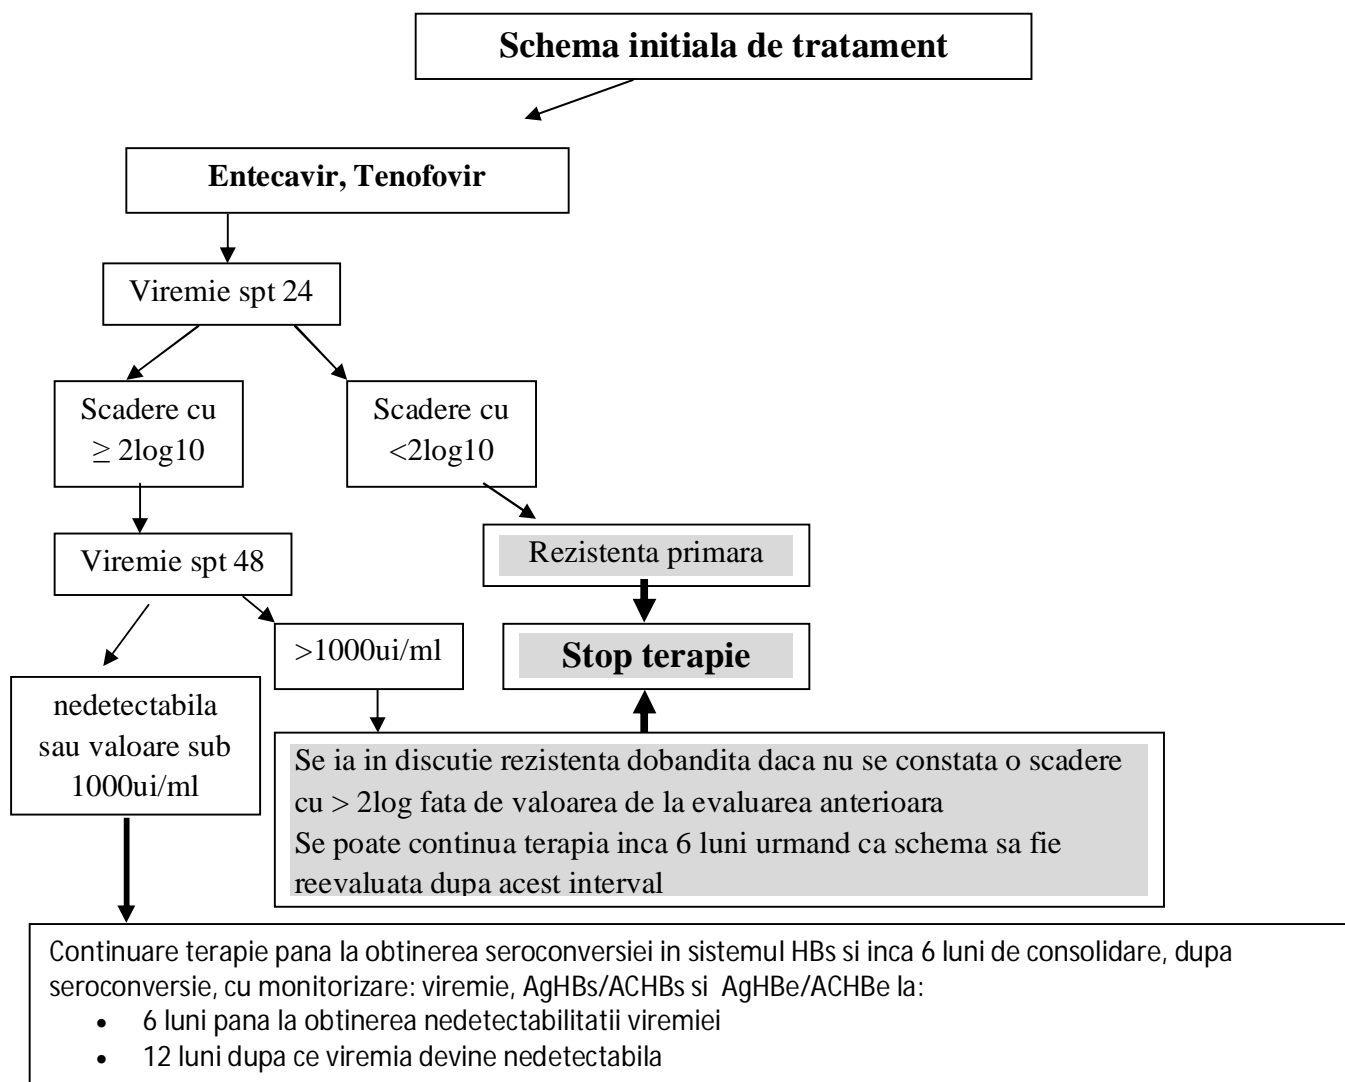 Schema initiala de tratament
Entecavir, Tenofovir
Viremie spt 24
Scadere cu
≥ 2log10
Scadere cu
<2log10
Viremie spt 48
Rezistenta primara
>1000ui/ml
Stop terapie
nedetectabila
sau valoare sub
1000ui/ml
Se ia in discutie rezistenta dobandita daca nu se constata o scadere
cu > 2log fata de valoarea de la evaluarea anterioara
Se poate continua terapia inca 6 luni urmand ca schema sa fie
reevaluata dupa acest interval
Continuare terapie pana la obtinerea seroconversiei in sistemul HBs si inca 6 luni de consolidare, dupa
seroconversie, cu monitorizare: viremie, AgHBs/ACHBs si AgHBe/ACHBe la:
• 6 luni pana la obtinerea nedetectabilitatii viremiei
• 12 luni dupa ce viremia devine nedetectabila